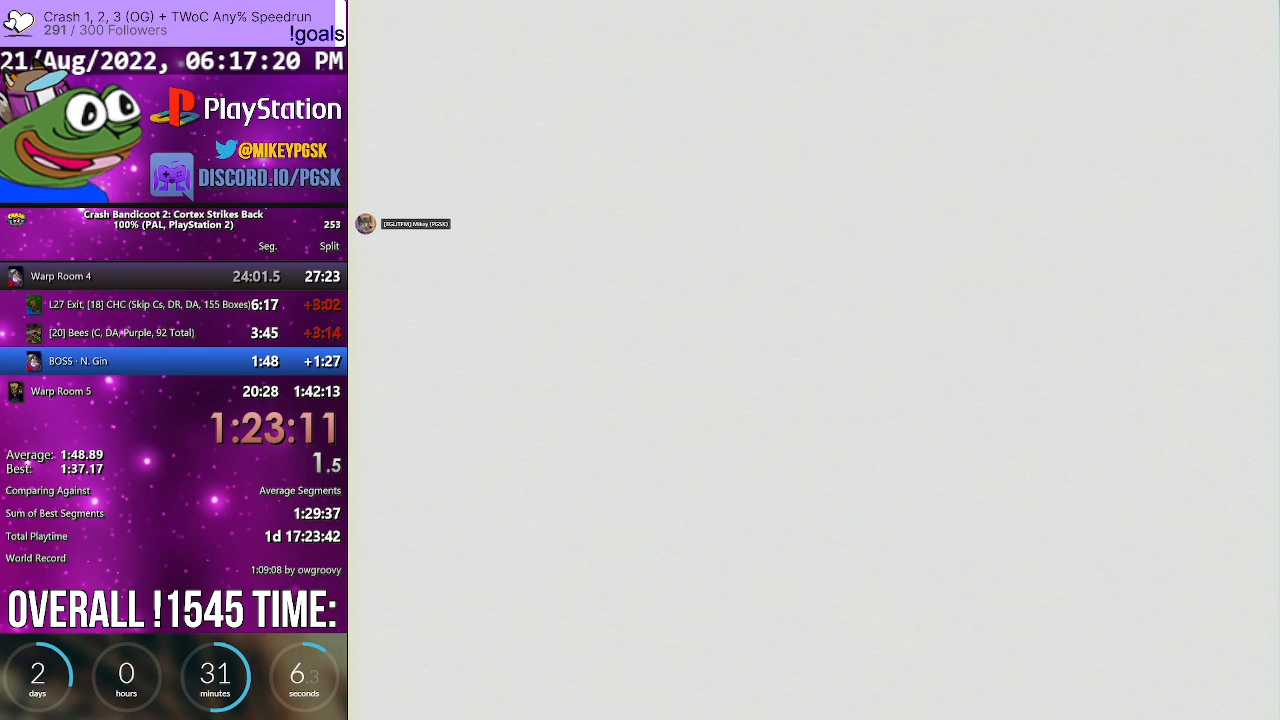 Crash 1, 2, 3 (OG) + TWoC Any% Speedrun
291 / 300 Followers
!goals
21/Aug/2022, 06:17:20 PM
PlayStation
@MIKEYPGSK
DISCORD.IO/PGSK
Crash Bandicoot 2: Cortex Strikes Back
100% (PAL, PlayStation 2) 253
Seg. Split
Warp Room 4 24:01.5 27:23
L27 Exit, [18] CHC (Skip Cs, DR, DA, 155 Boxes) 6:17 +3:02
[20] Bees (C, DA, Purple, 92 Total) 3:45 +3:14
BOSS - N. Gin 1:48 +1:27
Warp Room 5 20:28 1:42:13
1:23:11
Average: 1:48.89
Best: 1:37.17
1.5
Comparing Against Average Segments
Sum of Best Segments 1:29:37
Total Playtime 1d 17:23:42
World Record
1:09:08 by owgroovy
OVERALL !1545 TIME:
2 0 31 6.3
days hours minutes seconds
Mikey (PGSK)